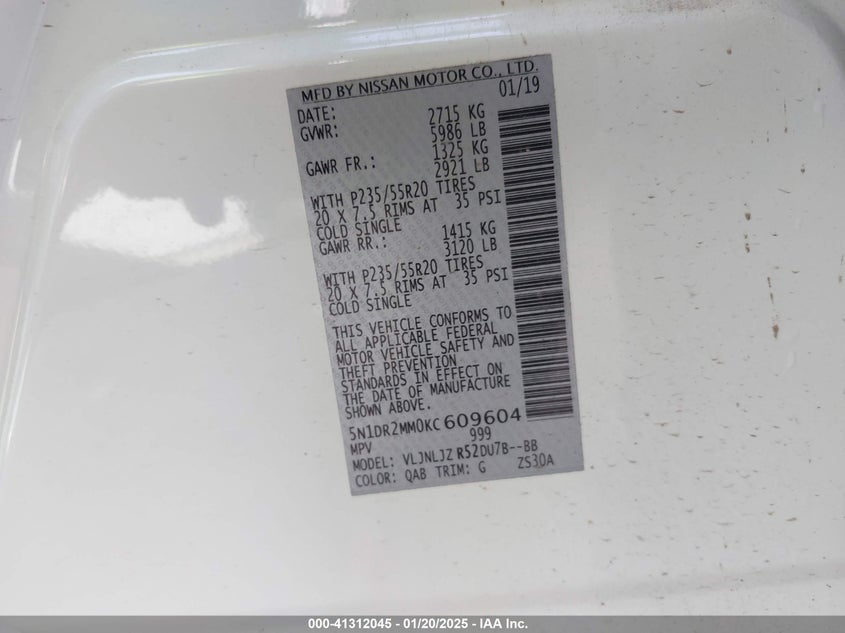 MFD BY NISSAN MOTOR CO., LTD.
DATE: 01/19
GVWR: 2715 KG
5986 LB
GAWR FR.: 1325 KG
2921 LB
WITH P235/55R20 TIRES
20 X 7.5 RIMS AT 35 PSI
COLD SINGLE
GAWR RR.: 1415 KG
3120 LB
WITH P235/55R20 TIRES
20 X 7.5 RIMS AT 35 PSI
COLD SINGLE
THIS VEHICLE CONFORMS TO
ALL APPLICABLE FEDERAL
MOTOR VEHICLE SAFETY AND
THEFT PREVENTION
STANDARDS IN EFFECT ON
THE DATE OF MANUFACTURE
SHOWN ABOVE.
5N1DR2MM0KC609604
MPV 999
MODEL: VLJNLJZ R52DU7B--BB
COLOR: QAB TRIM: G ZS30A
000-41312045 - 01/20/2025 - IAA Inc.